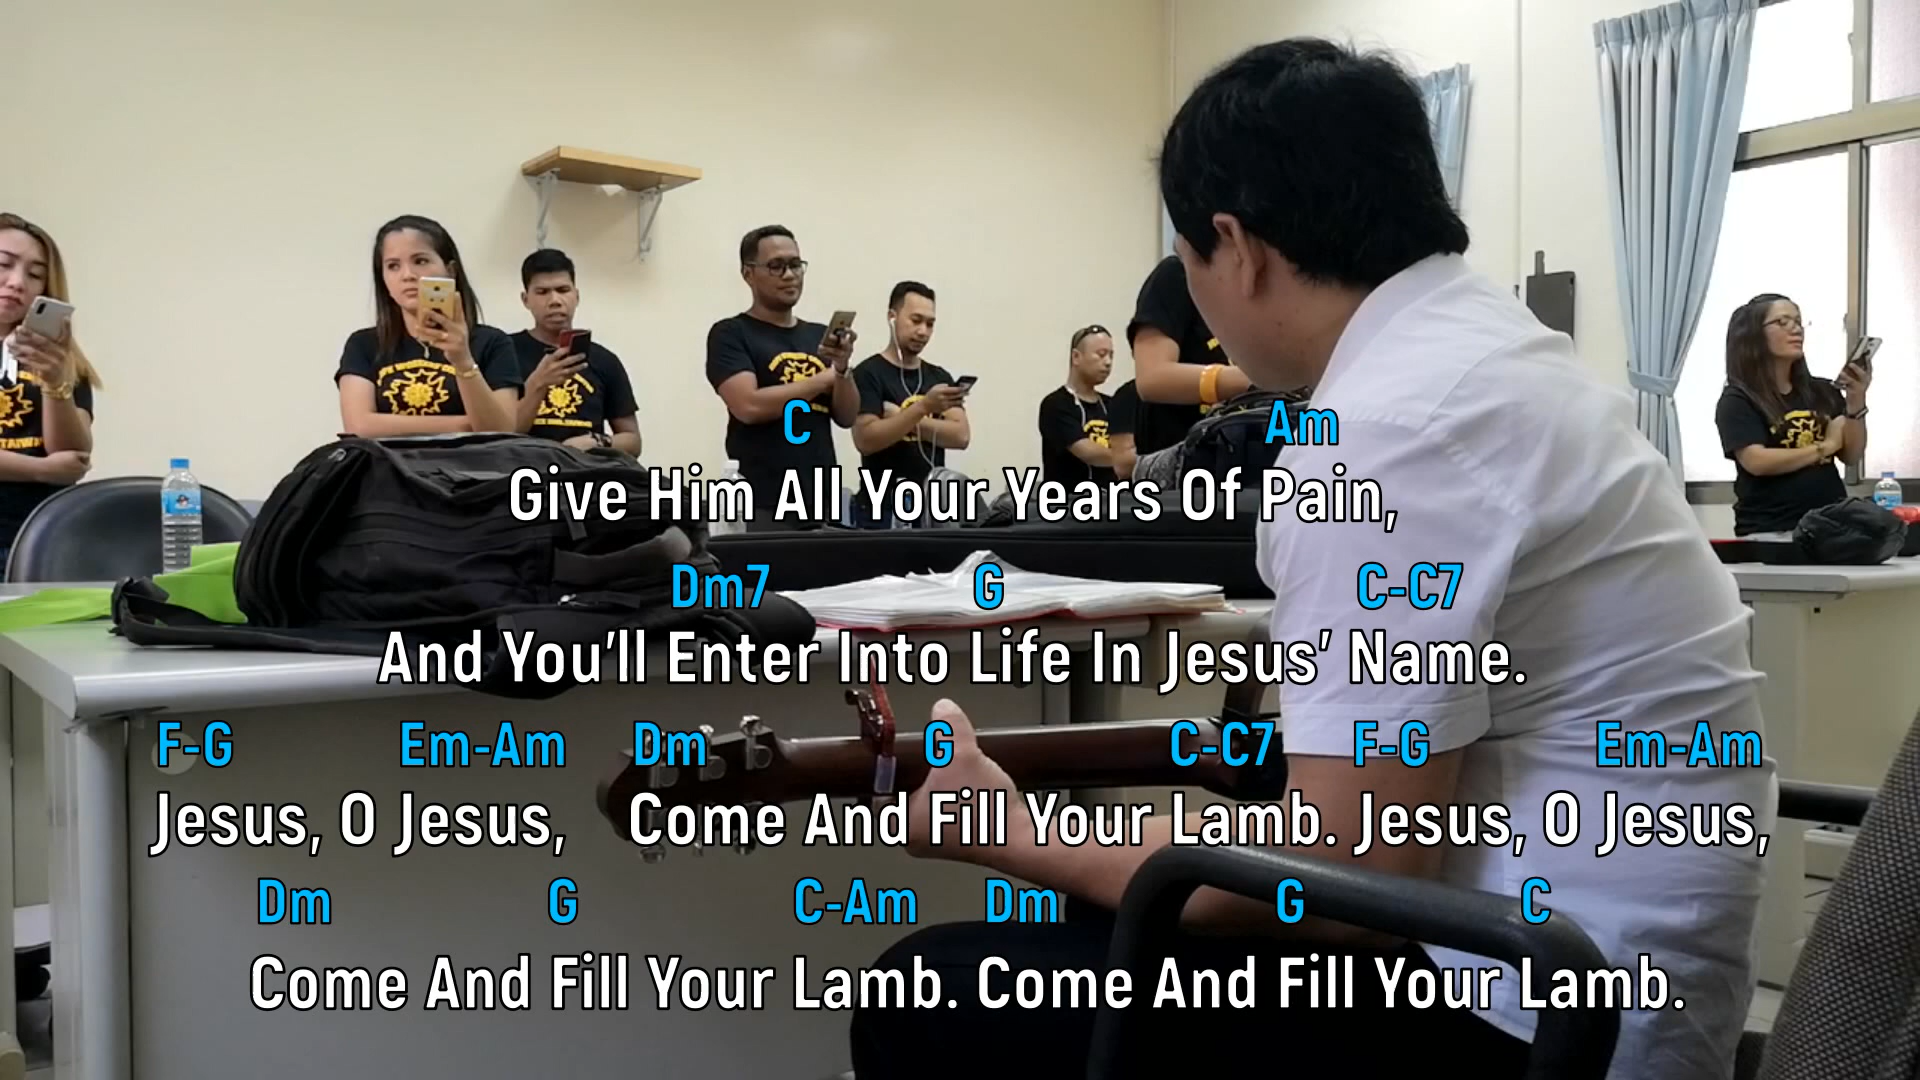 C Am
Give Him All Your Years Of Pain,
Dm7 G C-C7
And You'll Enter Into Life In Jesus' Name.
F-G Em-Am Dm G C-C7 F-G Em-Am
Jesus, O Jesus, Come And Fill Your Lamb. Jesus, O Jesus,
Dm G C-Am Dm G C
Come And Fill Your Lamb. Come And Fill Your Lamb.